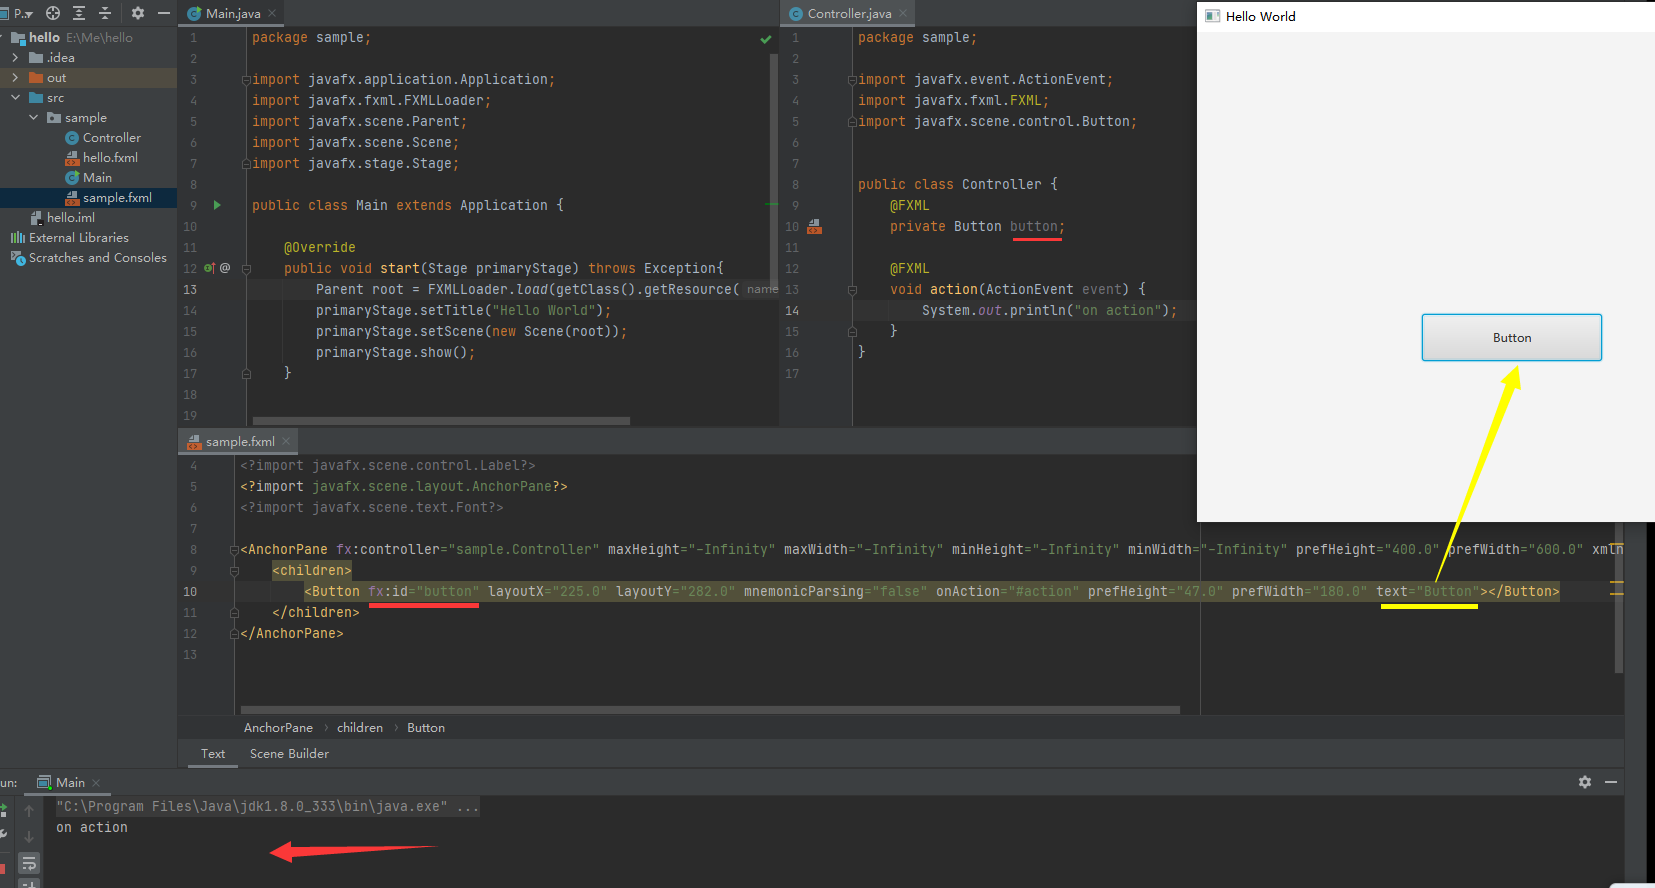 P..
hello E:\Me\hello
.idea
out
src
sample
Controller
hello.fxml
Main
sample.fxml
hello.iml
External Libraries
Scratches and Consoles
Main.java
1 package sample;
2
3 import javafx.application.Application;
4 import javafx.fxml.FXMLLoader;
5 import javafx.scene.Parent;
6 import javafx.scene.Scene;
7 import javafx.stage.Stage;
8
9 public class Main extends Application {
10
11 @Override
12 public void start(Stage primaryStage) throws Exception{
13 Parent root = FXMLLoader.load(getClass().getResource( name
14 primaryStage.setTitle("Hello World");
15 primaryStage.setScene(new Scene(root));
16 primaryStage.show();
17 }
18
19
Controller.java
1 package sample;
2
3 import javafx.event.ActionEvent;
4 import javafx.fxml.FXML;
5 import javafx.scene.control.Button;
6
7
8 public class Controller {
9 @FXML
10 private Button button;
11
12 @FXML
13 void action(ActionEvent event) {
14 System.out.println("on action");
15 }
16 }
17
Hello World
Button
sample.fxml
4 <?import javafx.scene.control.Label?>
5 <?import javafx.scene.layout.AnchorPane?>
6 <?import javafx.scene.text.Font?>
7
8 <AnchorPane fx:controller="sample.Controller" maxHeight="-Infinity" maxWidth="-Infinity" minHeight="-Infinity" minWidth="-Infinity" prefHeight="400.0" prefWidth="600.0" xmln
9 <children>
10 <Button fx:id="button" layoutX="225.0" layoutY="282.0" mnemonicParsing="false" onAction="#action" prefHeight="47.0" prefWidth="180.0" text="Button"></Button>
11 </children>
12 </AnchorPane>
13
AnchorPane children Button
Text Scene Builder
un: Main
"C:\Program Files\Java\jdk1.8.0_333\bin\java.exe" ...
on action